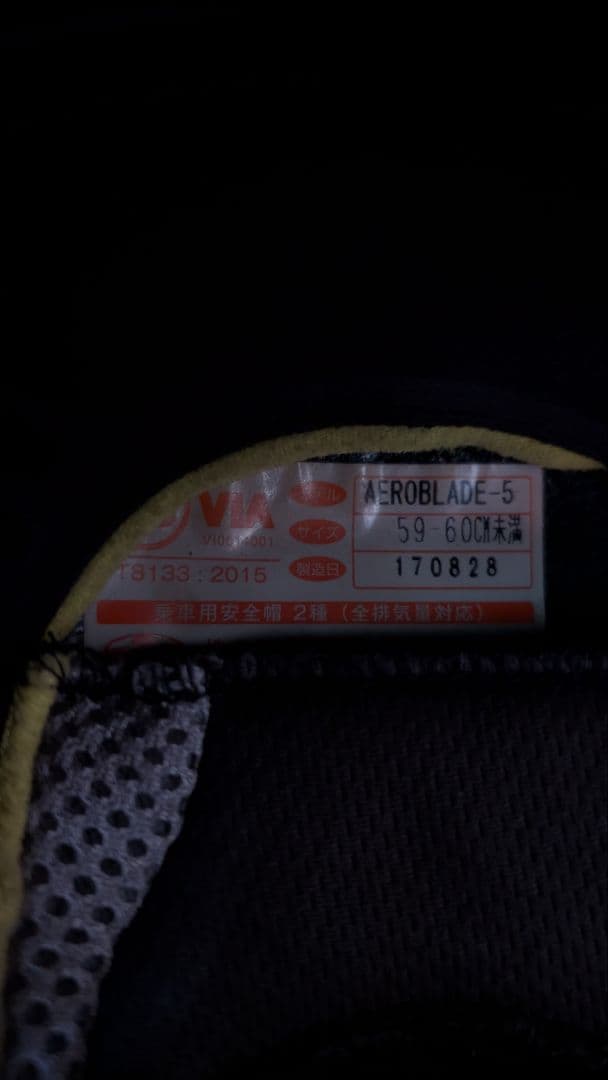 VIA
モデル AEROBLADE-5
サイズ 59-60CM未満
T8133 : 2015
製造日 170828
乗車用安全帽 2種 (全排気量対応)